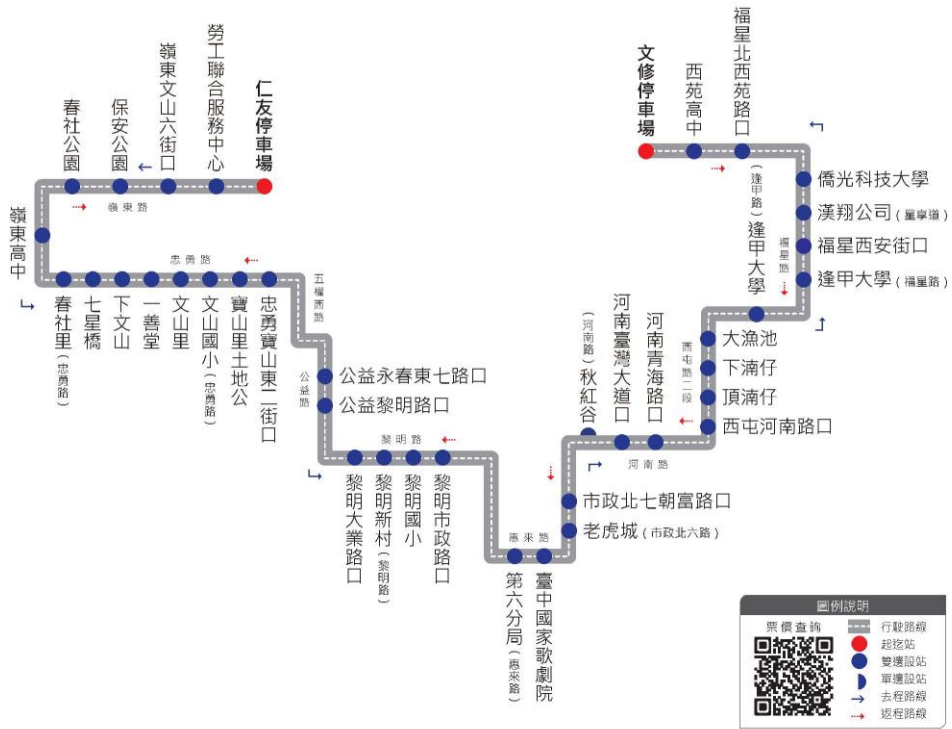 仁友停車場
勞工聯合服務中心
嶺東文山六街口
保安公園
春社公園
嶺東路
嶺東高中
忠勇路
春社里(忠勇路)
七星橋
下文山
一善堂
文山里
文山國小(忠勇路)
寶山里土地公
忠勇寶山東二街口
五權西路
公益路
公益永春東七路口
公益黎明路口
黎明路
黎明大業路口
黎明新村(黎明路)
黎明國小
黎明市政路口
惠來路
第六分局(惠來路)
臺中國家歌劇院
老虎城(市政北六路)
市政北七朝富路口
(河南路)秋紅谷
河南臺灣大道口
河南青海路口
河南路
西屯河南路口
頂湳仔
下湳仔
大漁池
西屯路二段
(逢甲路)逢甲大學
逢甲大學(福星路)
福星西安街口
漢翔公司(星享道)
僑光科技大學
福星路
福星北西苑路口
西苑高中
文修停車場
圖例說明
票價查詢
行駛路線
起迄站
雙邊設站
單邊設站
去程路線
返程路線